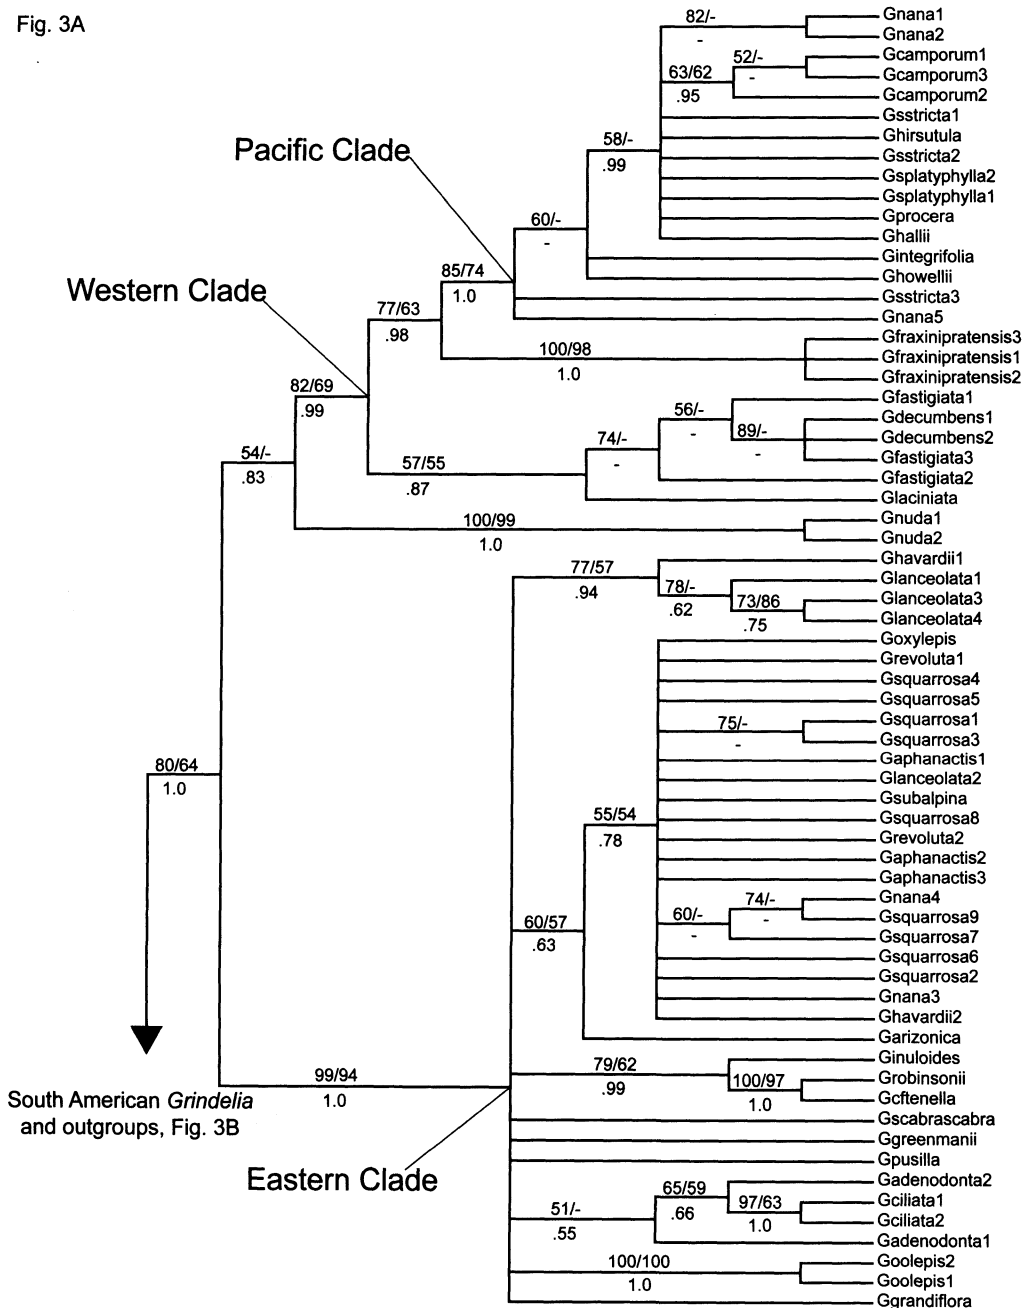 Fig. 3A
82/-
-
Gnana1
Gnana2
52/-
-
63/62
.95
Gcamporum1
Gcamporum3
Gcamporum2
Gsstricta1
Pacific Clade
58/-
.99
Ghirsutula
Gsstricta2
Gsplatyphylla2
Gsplatyphylla1
60/-
-
Gprocera
Ghallii
Gintegrifolia
Ghowellii
85/74
1.0
Gsstricta3
Gnana5
Western Clade
77/63
.98
100/98
1.0
Gfraxinipratensis3
Gfraxinipratensis1
Gfraxinipratensis2
82/69
.99
56/-
-
89/-
-
74/-
-
Gfastigiata1
Gdecumbens1
Gdecumbens2
Gfastigiata3
Gfastigiata2
54/-
.83
57/55
.87
Glaciniata
100/99
1.0
Gnuda1
Gnuda2
77/57
.94
78/-
.62
73/86
.75
Ghavardii1
Glanceolata1
Glanceolata3
Glanceolata4
Goxylepis
Grevoluta1
Gsquarrosa4
Gsquarrosa5
75/-
-
Gsquarrosa1
Gsquarrosa3
80/64
1.0
Gaphanactis1
Glanceolata2
Gsubalpina
55/54
.78
Gsquarrosa8
Grevoluta2
Gaphanactis2
Gaphanactis3
74/-
-
60/-
-
Gnana4
Gsquarrosa9
Gsquarrosa7
60/57
.63
Gsquarrosa6
Gsquarrosa2
Gnana3
Ghavardii2
Garizonica
99/94
1.0
79/62
.99
100/97
1.0
Ginuloides
Grobinsonii
Gcftenella
South American Grindelia
and outgroups, Fig. 3B
Gscabrascabra
Ggreenmanii
Gpusilla
Eastern Clade
51/-
.55
65/59
.66
97/63
1.0
Gadenodonta2
Gciliata1
Gciliata2
Gadenodonta1
100/100
1.0
Goolepis2
Goolepis1
Ggrandiflora